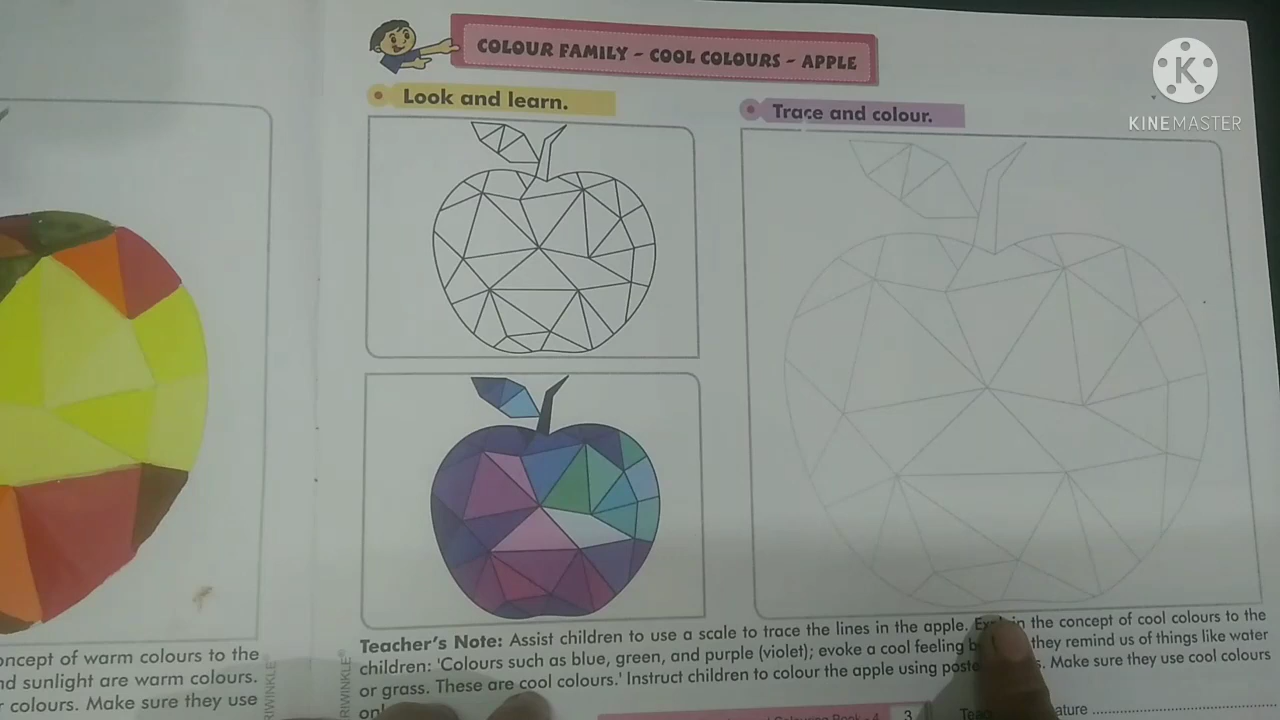 COLOUR FAMILY - COOL COLOURS - APPLE
Look and learn.
Trace and colour.
KINEMASTER
Teacher's Note: Assist children to use a scale to trace the lines in the apple. the concept of cool colours to the
children: 'Colours such as blue, green, and purple (violet); evoke a cool feeling they remind us of things like water
or grass. These are cool colours.' Instruct children to colour the apple using Make sure they use cool colours
3
concept of warm colours to the
sunlight are warm colours.
colours. Make sure they use